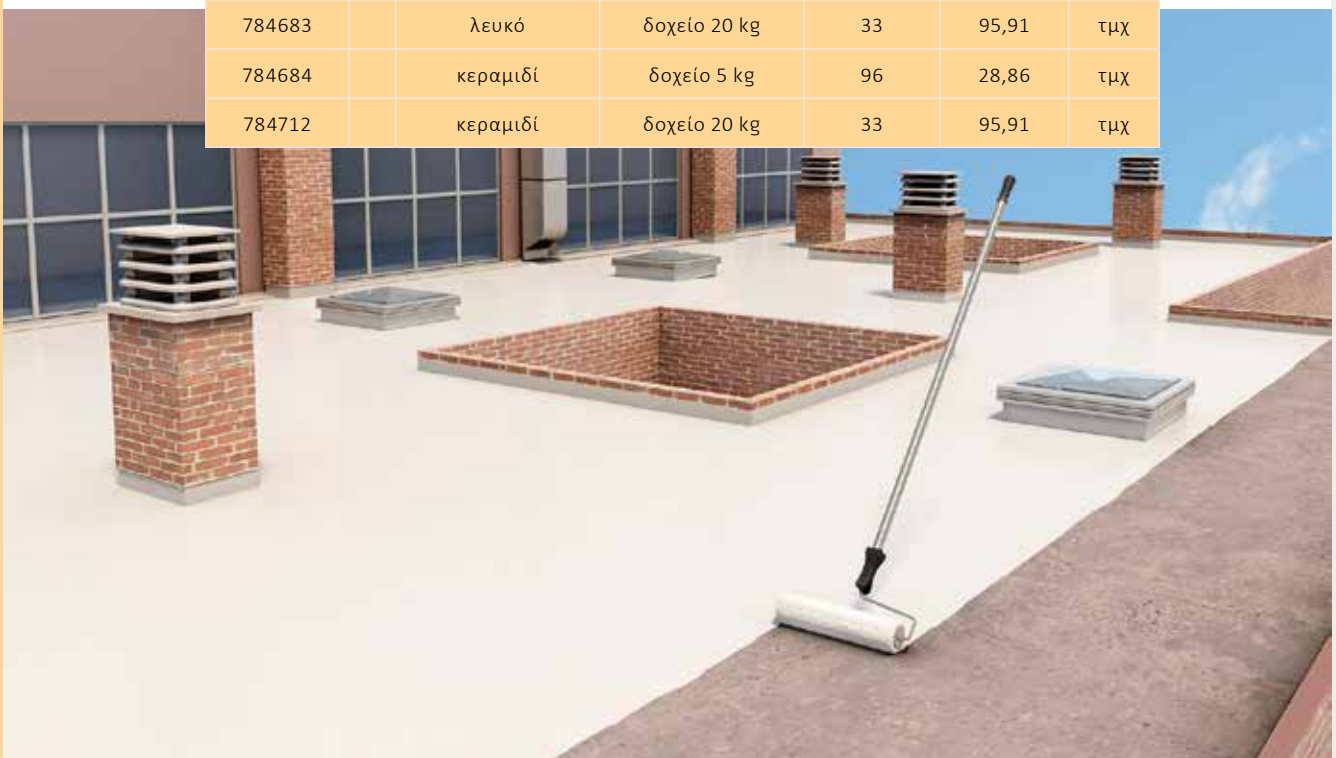 784683 λευκό δοχείο 20 kg 33 95,91 τμχ
784684 κεραμιδί δοχείο 5 kg 96 28,86 τμχ
784712 κεραμιδί δοχείο 20 kg 33 95,91 τμχ